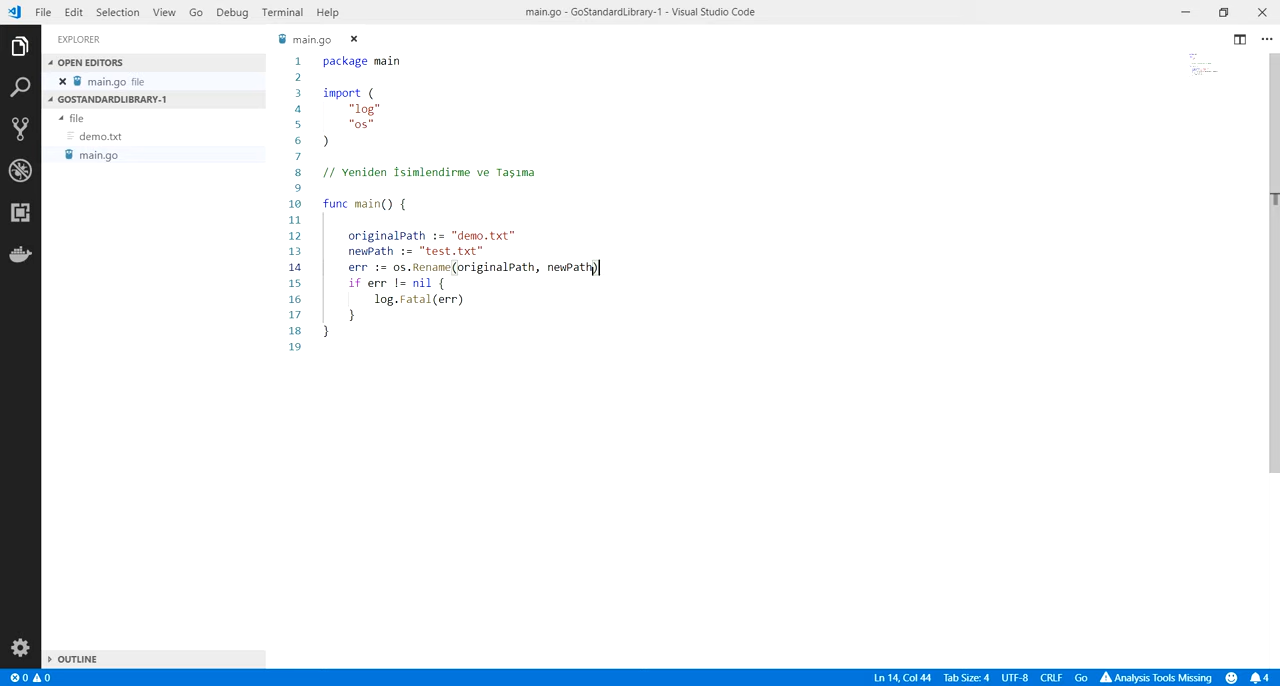 File Edit Selection View Go Debug Terminal Help
main.go - GoStandardLibrary-1 - Visual Studio Code
EXPLORER
OPEN EDITORS
main.go file
GOSTANDARDLIBRARY-1
file
demo.txt
main.go
OUTLINE
main.go
1 package main
2
3 import (
4 "log"
5 "os"
6 )
7
8 // Yeniden İsimlendirme ve Taşıma
9
10 func main() {
11
12 originalPath := "demo.txt"
13 newPath := "test.txt"
14 err := os.Rename(originalPath, newPath)
15 if err != nil {
16 log.Fatal(err)
17 }
18 }
19
0 0
Ln 14, Col 44 Tab Size: 4 UTF-8 CRLF Go Analysis Tools Missing 4